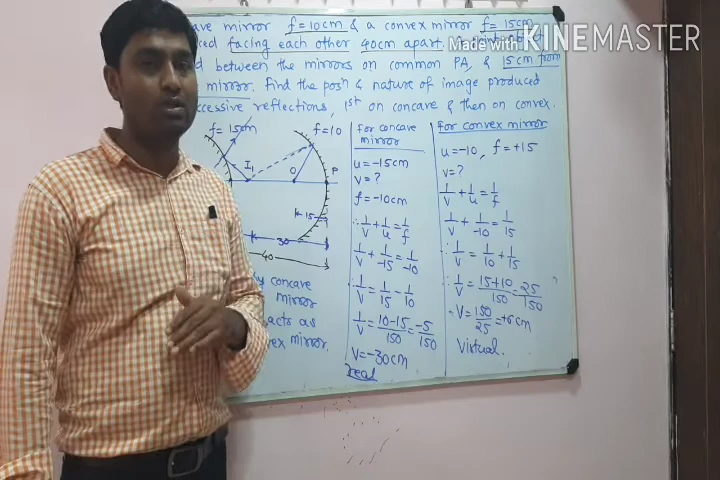 cave mirror f=10cm & a convex mirror f=15cm
ced facing each other 40cm apart.
Made with KINEMASTER
d between the mirrors on common PA, & 15cm from
mirror. Find the posⁿ & nature of image produced
ccessive reflections, 1st on concave & then on convex.
f=15cm
f=10
I₁
O
P
15
30
40
by concave
mirror
acts as
vex mirror.
for concave
mirror
u=-15cm
v=?
f=-10cm
∴ 1/v + 1/u = 1/f
1/v + 1/-15 = 1/-10
∴ 1/v = 1/15 - 1/10
1/v = 10-15/150 = -5/150
v=-30cm
real
For convex mirror
u=-10, f=+15
v=?
1/v + 1/u = 1/f
1/v + 1/-10 = 1/15
∴ 1/v = 1/10 + 1/15
∴ 1/v = 15+10/150 = 25/150
∴ v = 150/25 = +6cm
Virtual.